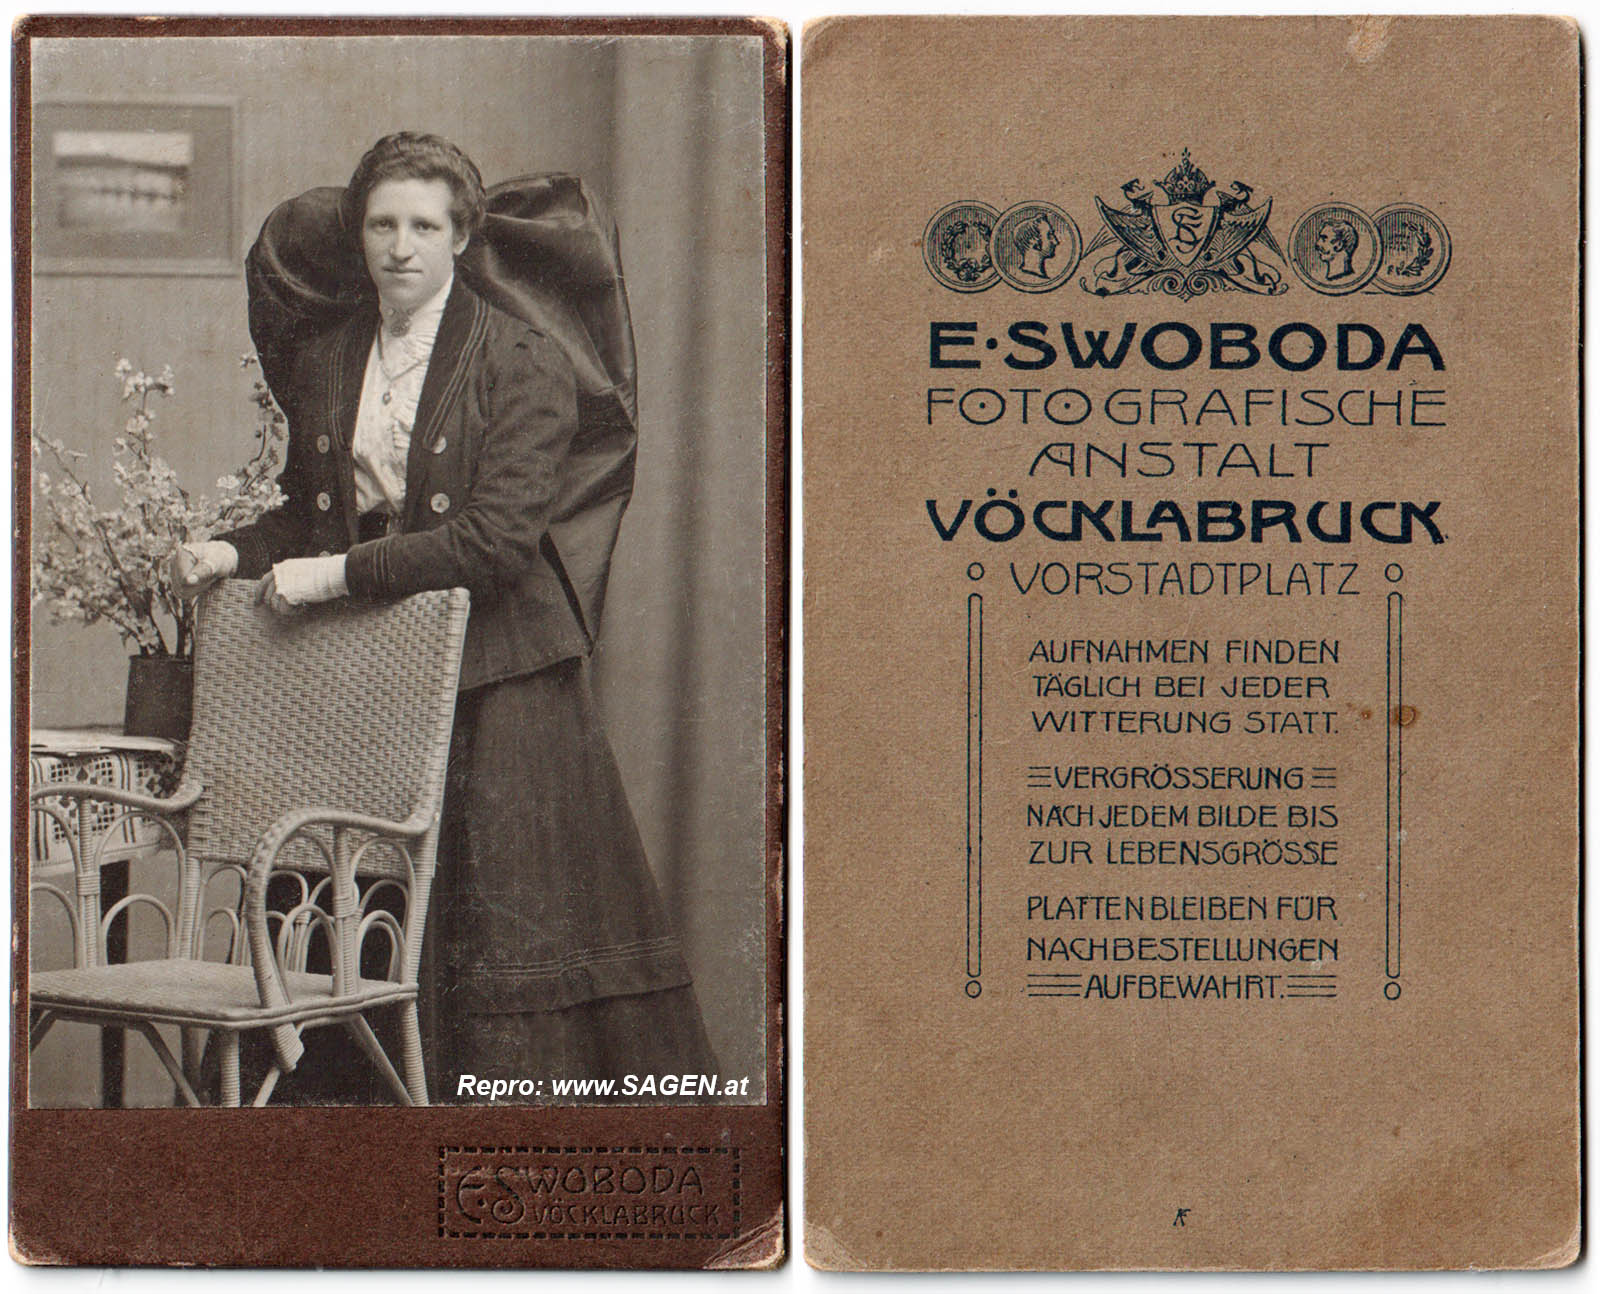 Repro: www.SAGEN.at
E. SWOBODA
VÖCKLABRUCK
E·SWOBODA
FOTOGRAFISCHE
ANSTALT
VÖCKLABRUCK.
VORSTADTPLATZ
AUFNAHMEN FINDEN
TÄGLICH BEI JEDER
WITTERUNG STATT.
VERGRÖSSERUNG
NACH JEDEM BILDE BIS
ZUR LEBENSGRÖSSE
PLATTEN BLEIBEN FÜR
NACHBESTELLUNGEN
AUFBEWAHRT.